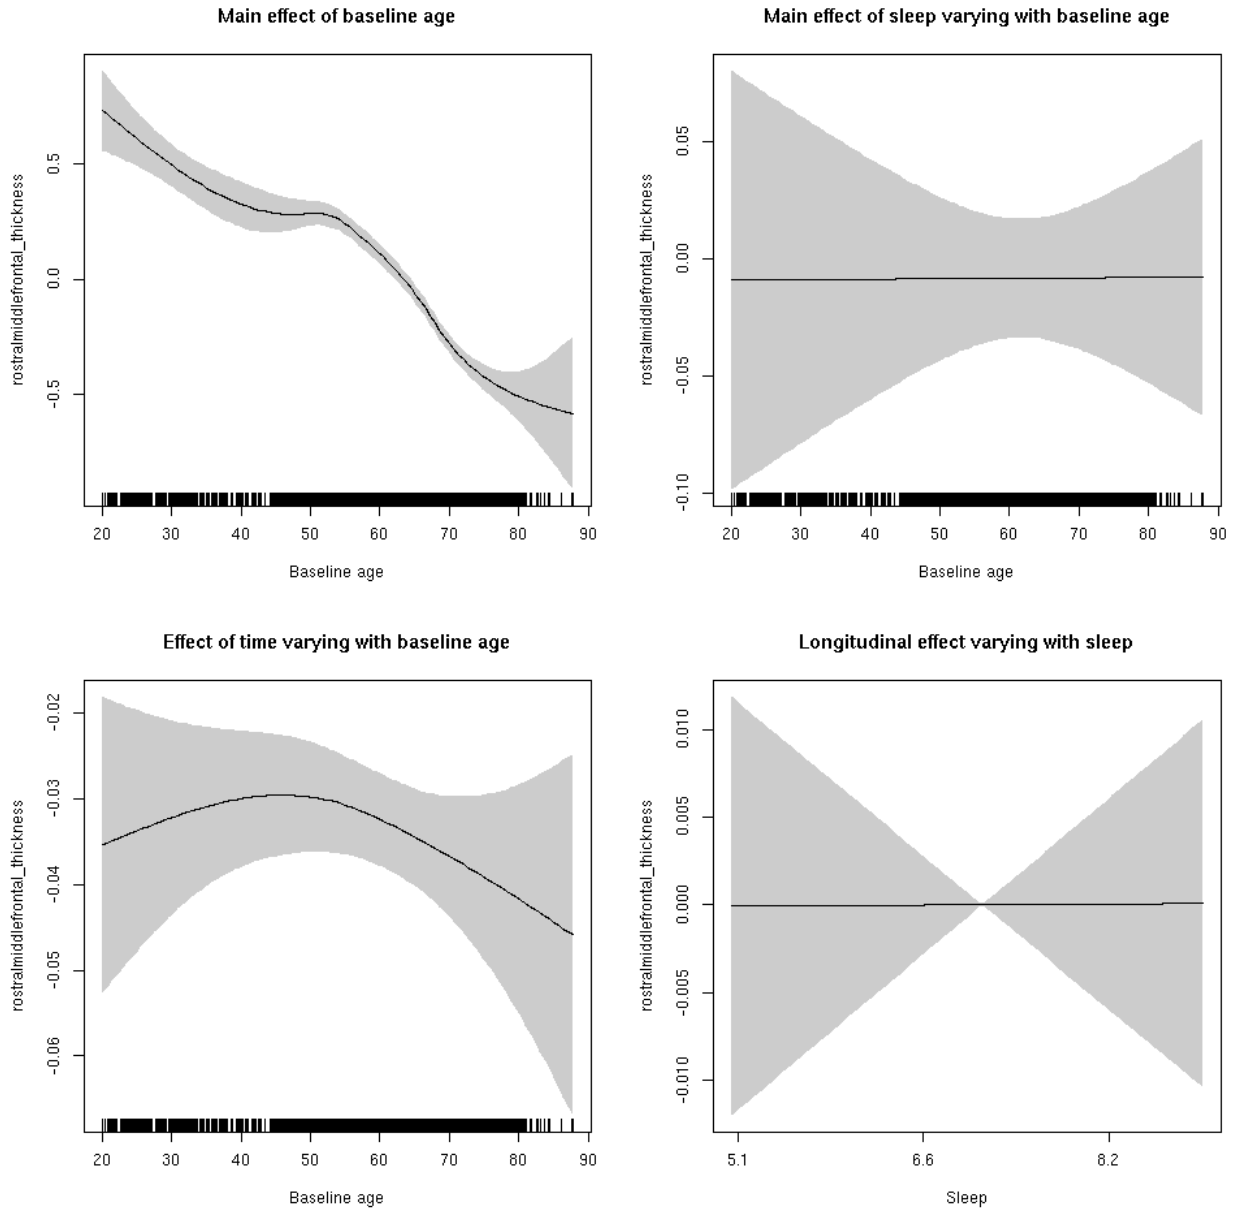 Main effect of baseline age
rostralmiddlefrontal_thickness
0.5
0.0
-0.5
20 30 40 50 60 70 80 90
Baseline age
Main effect of sleep varying with baseline age
rostralmiddlefrontal_thickness
0.05
0.00
-0.05
-0.10
20 30 40 50 60 70 80 90
Baseline age
Effect of time varying with baseline age
rostralmiddlefrontal_thickness
-0.02
-0.03
-0.04
-0.05
-0.06
20 30 40 50 60 70 80 90
Baseline age
Longitudinal effect varying with sleep
rostralmiddlefrontal_thickness
0.010
0.005
0.000
-0.005
-0.010
5.1 6.6 8.2
Sleep